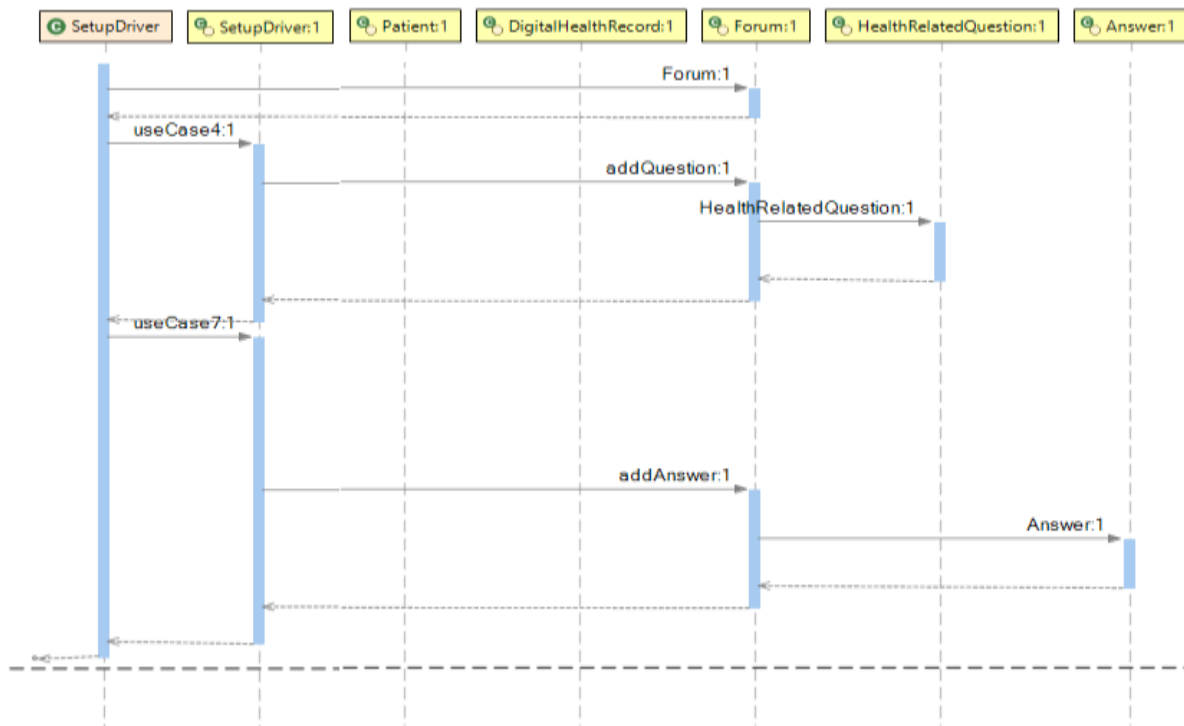 SetupDriver
SetupDriver:1
Patient:1
DigitalHealthRecord:1
Forum:1
HealthRelatedQuestion:1
Answer:1
Forum:1
useCase4:1
addQuestion:1
HealthRelatedQuestion:1
useCase7:1
addAnswer:1
Answer:1